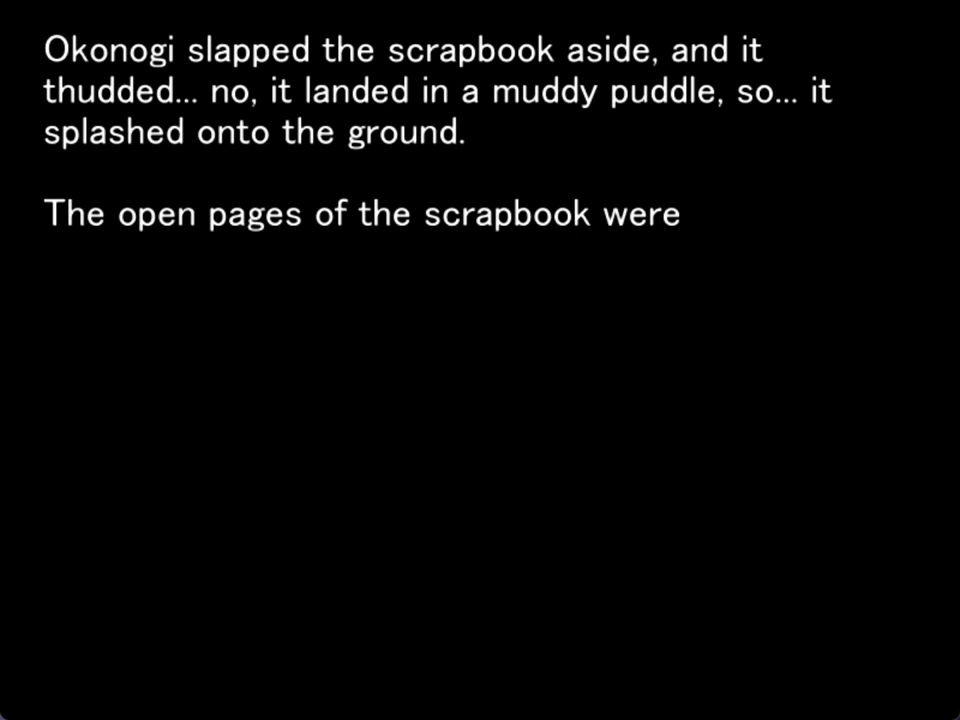 Okonogi slapped the scrapbook aside, and it
thudded... no, it landed in a muddy puddle, so... it
splashed onto the ground.
The open pages of the scrapbook were